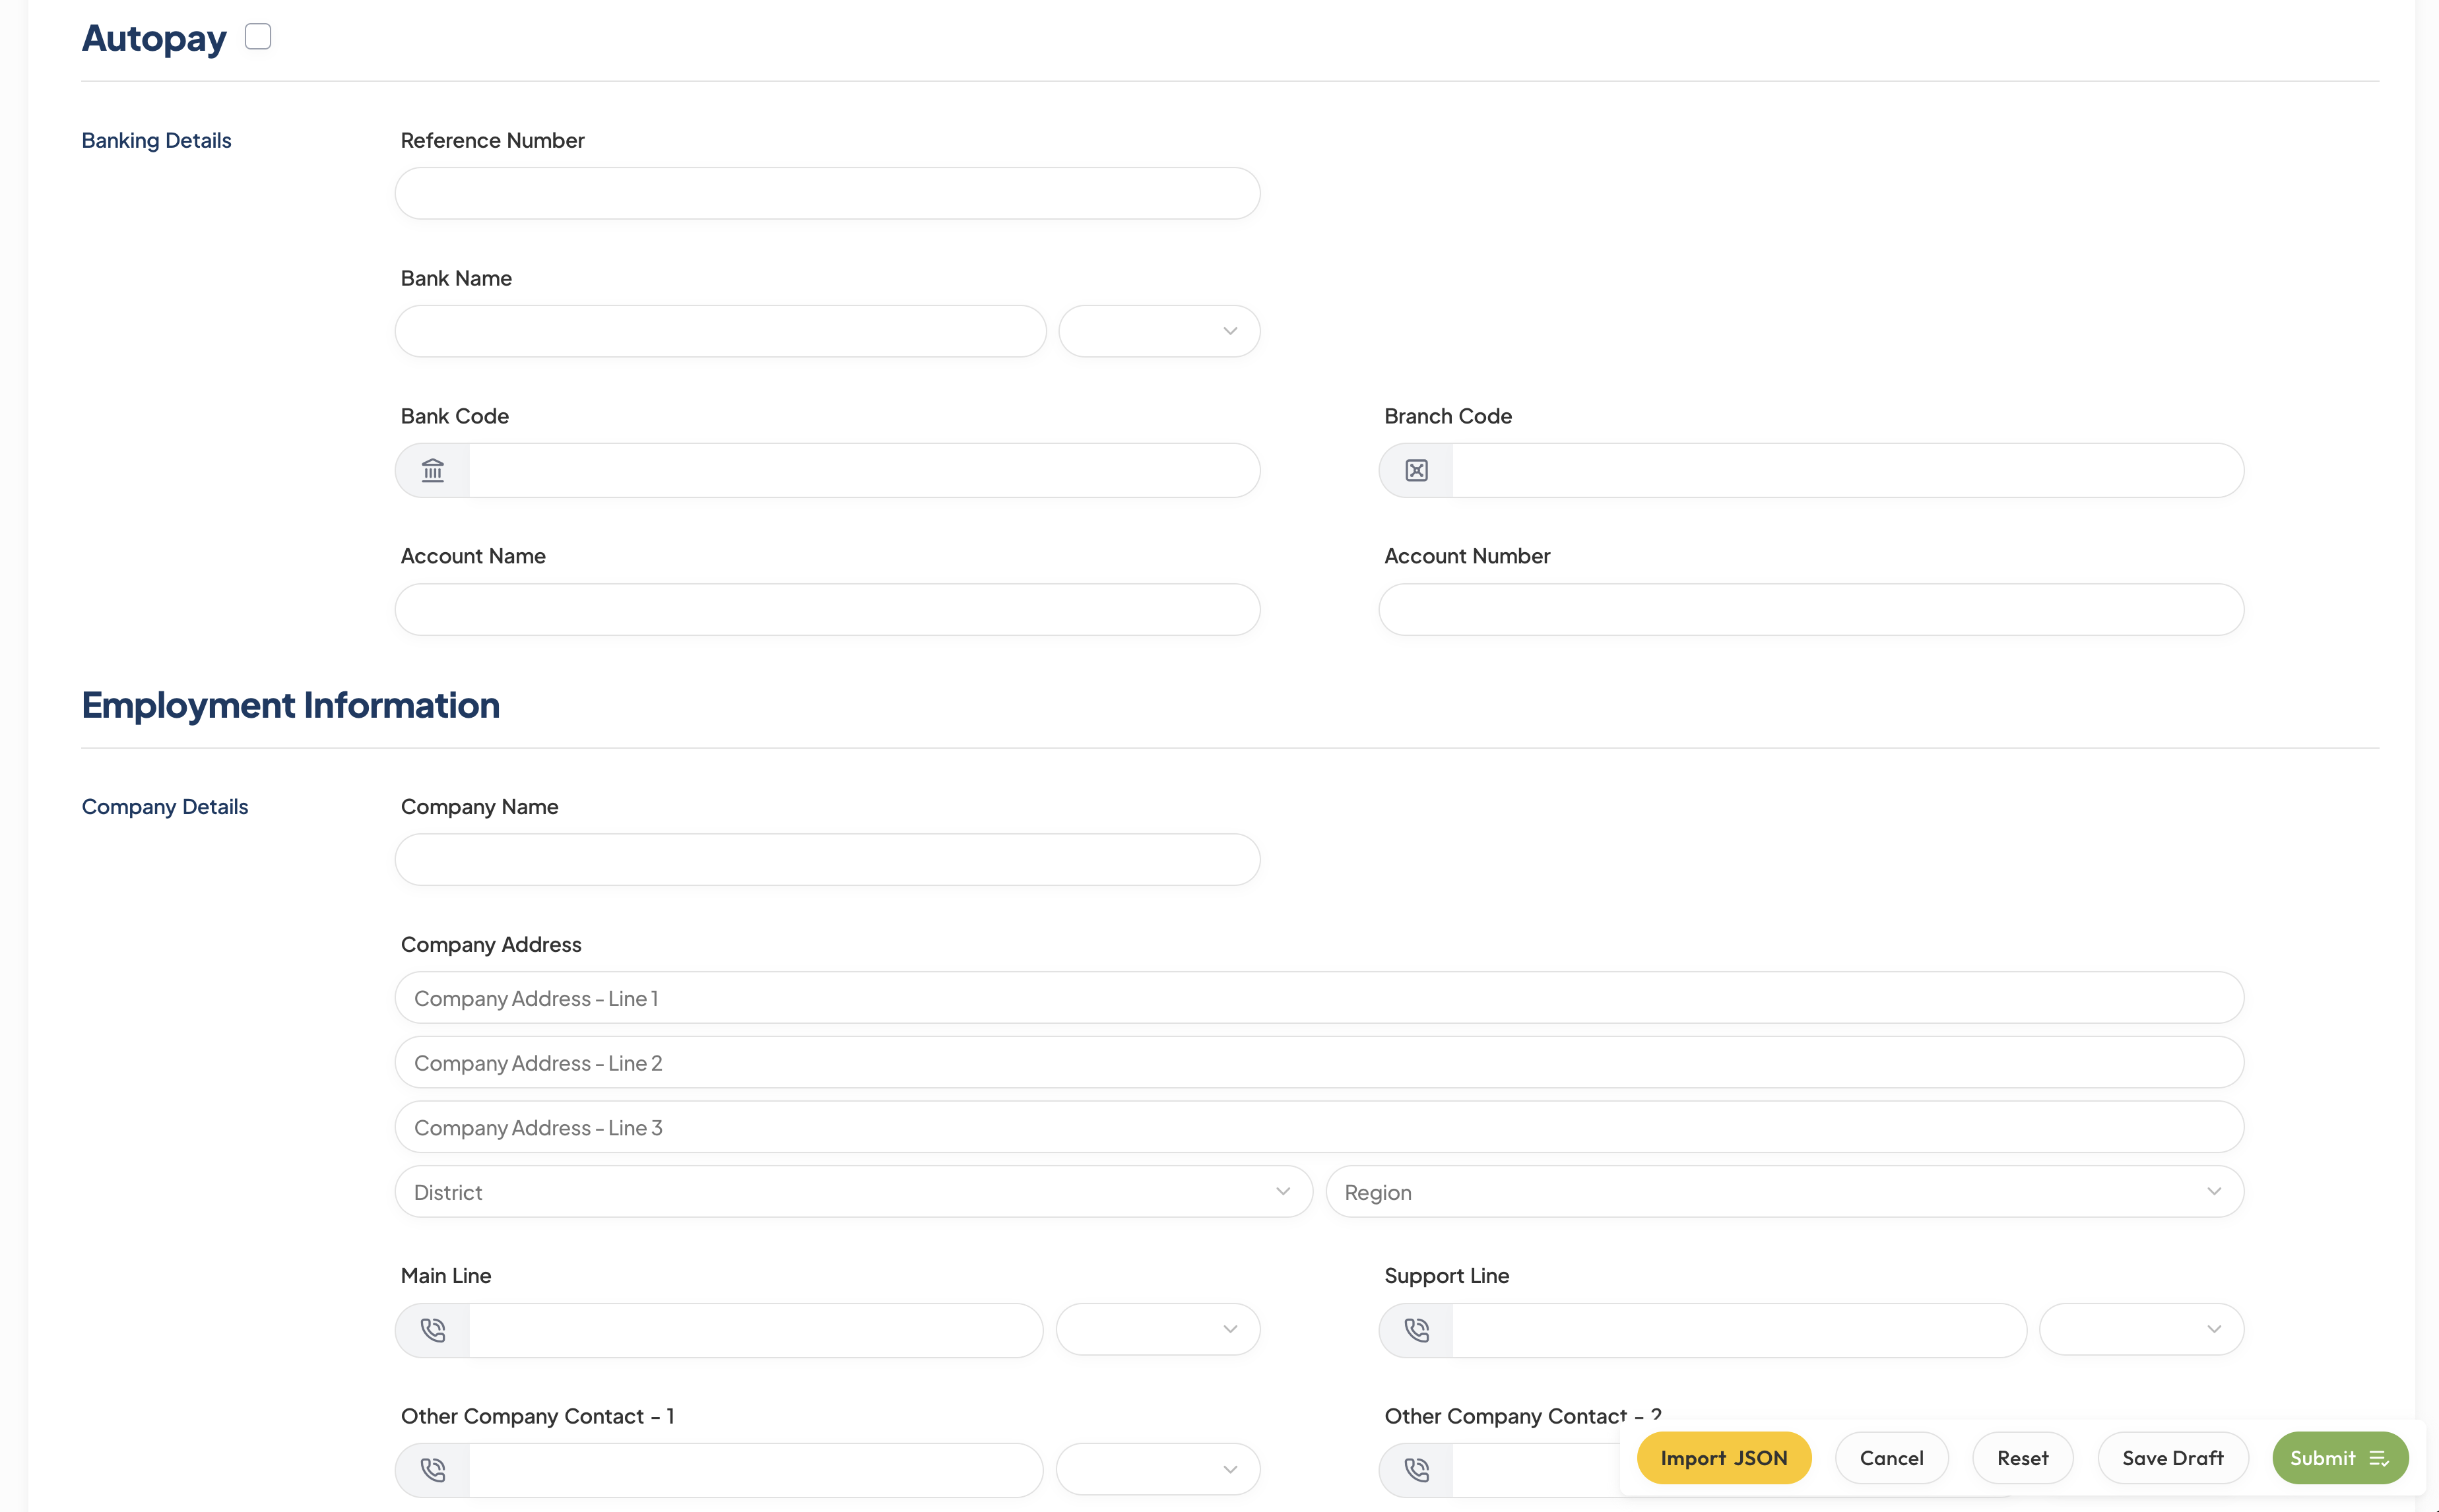 Autopay
Banking Details
Reference Number
Bank Name
Bank Code
Branch Code
Account Name
Account Number
Employment Information
Company Details
Company Name
Company Address
Company Address - Line 1
Company Address - Line 2
Company Address - Line 3
District
Region
Main Line
Support Line
Other Company Contact - 1
Other Company Contact - 2
Import JSON
Cancel
Reset
Save Draft
Submit